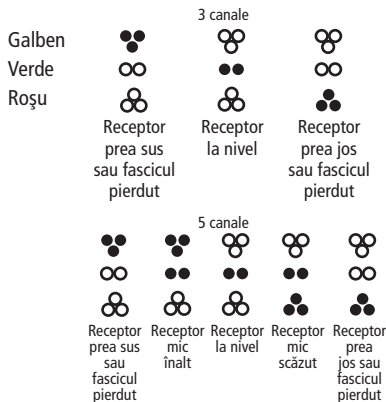 3 canale
Galben
Verde
Roşu
Receptor prea sus sau fascicul pierdut
Receptor la nivel
Receptor prea jos sau fascicul pierdut
5 canale
Receptor prea sus sau fascicul pierdut
Receptor mic înalt
Receptor la nivel
Receptor mic scăzut
Receptor prea jos sau fascicul pierdut